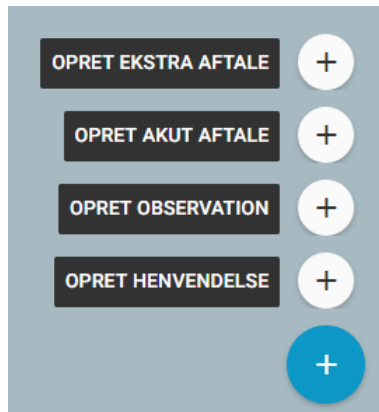 OPRET EKSTRA AFTALE +
OPRET AKUT AFTALE +
OPRET OBSERVATION +
OPRET HENVENDELSE +
+